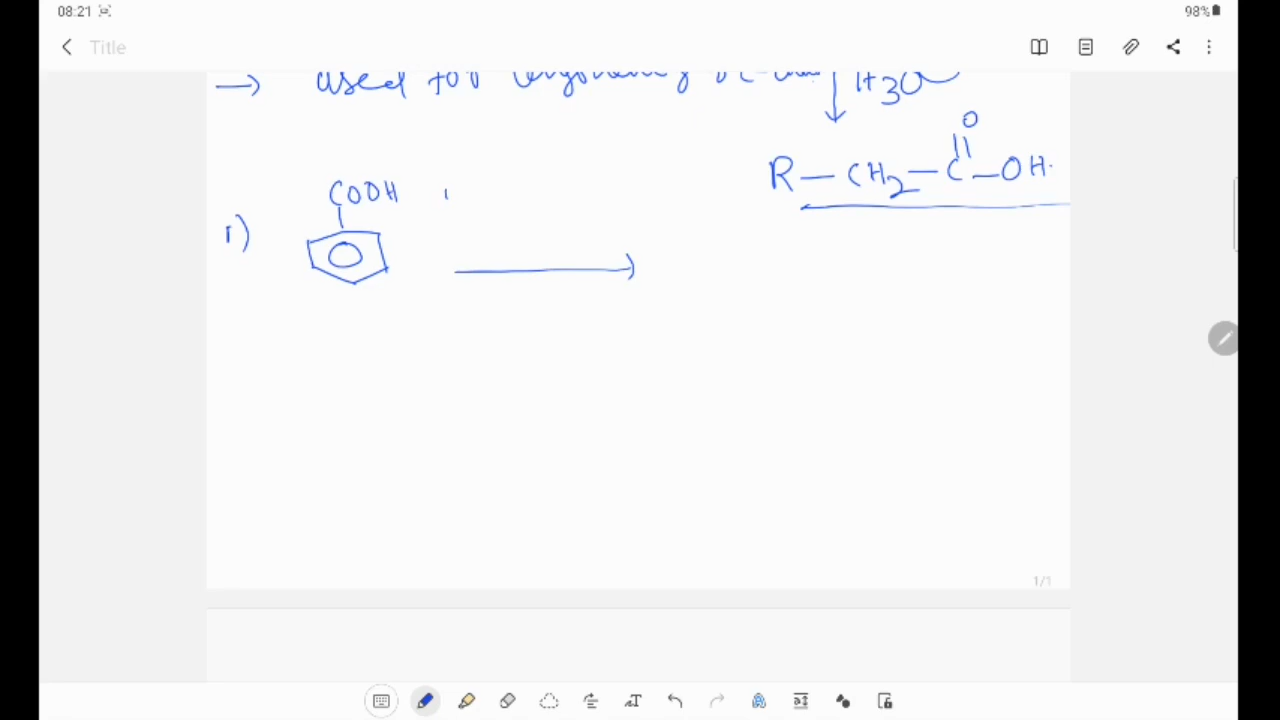 08:21 98%
Title
→ used for
H3O
O
R — CH2 — C — OH
COOH
1)
1/1